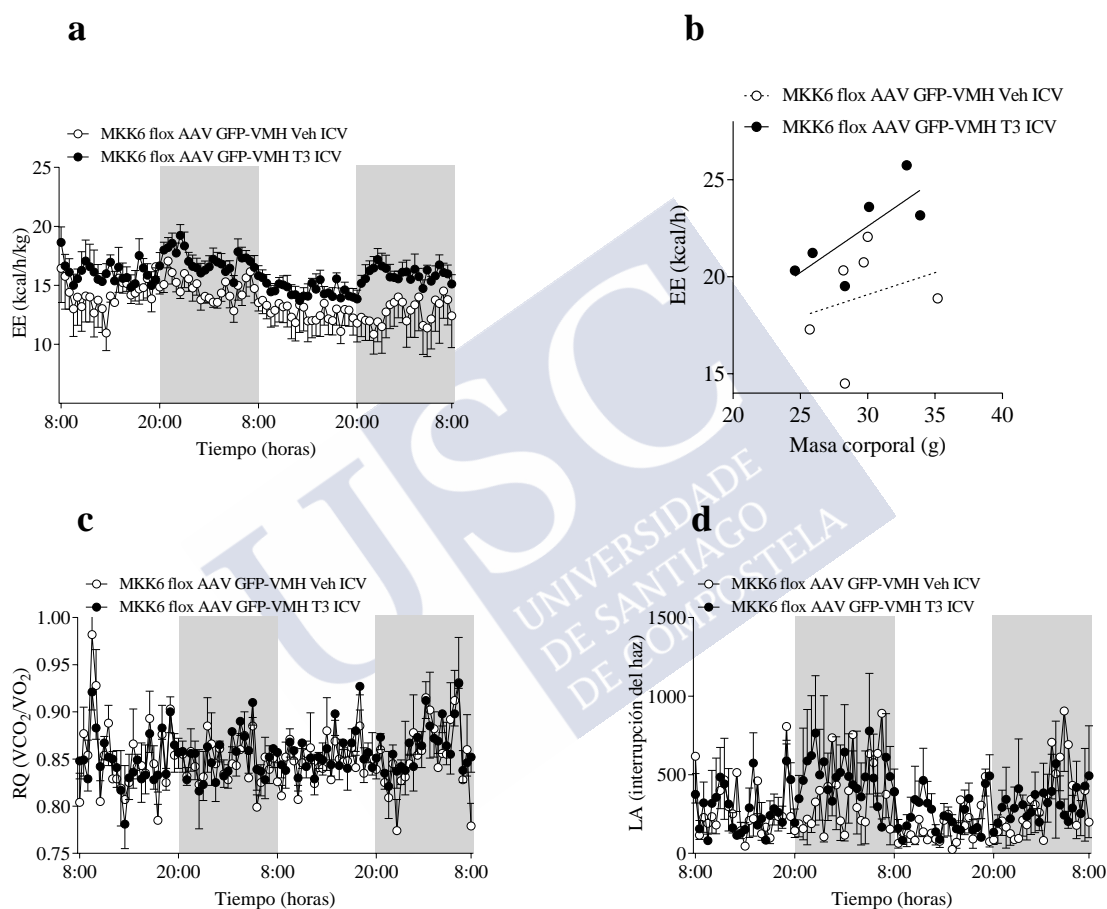 a
MKK6 flox AAV GFP-VMH Veh ICV
MKK6 flox AAV GFP-VMH T3 ICV
25
20
15
10
EE (kcal/h/kg)
8:00
20:00
8:00
20:00
8:00
Tiempo (horas)
b
MKK6 flox AAV GFP-VMH Veh ICV
MKK6 flox AAV GFP-VMH T3 ICV
25
20
15
EE (kcal/h)
20
25
30
35
40
Masa corporal (g)
USC
UNIVERSIDADE
DE SANTIAGO
DE COMPOSTELA
c
MKK6 flox AAV GFP-VMH Veh ICV
MKK6 flox AAV GFP-VMH T3 ICV
1.00
0.95
0.90
0.85
0.80
0.75
RQ (VCO₂/VO₂)
8:00
20:00
8:00
20:00
8:00
Tiempo (horas)
d
MKK6 flox AAV GFP-VMH Veh ICV
MKK6 flox AAV GFP-VMH T3 ICV
1500
1000
500
0
LA (interrupción del haz)
8:00
20:00
8:00
20:00
8:00
Tiempo (horas)